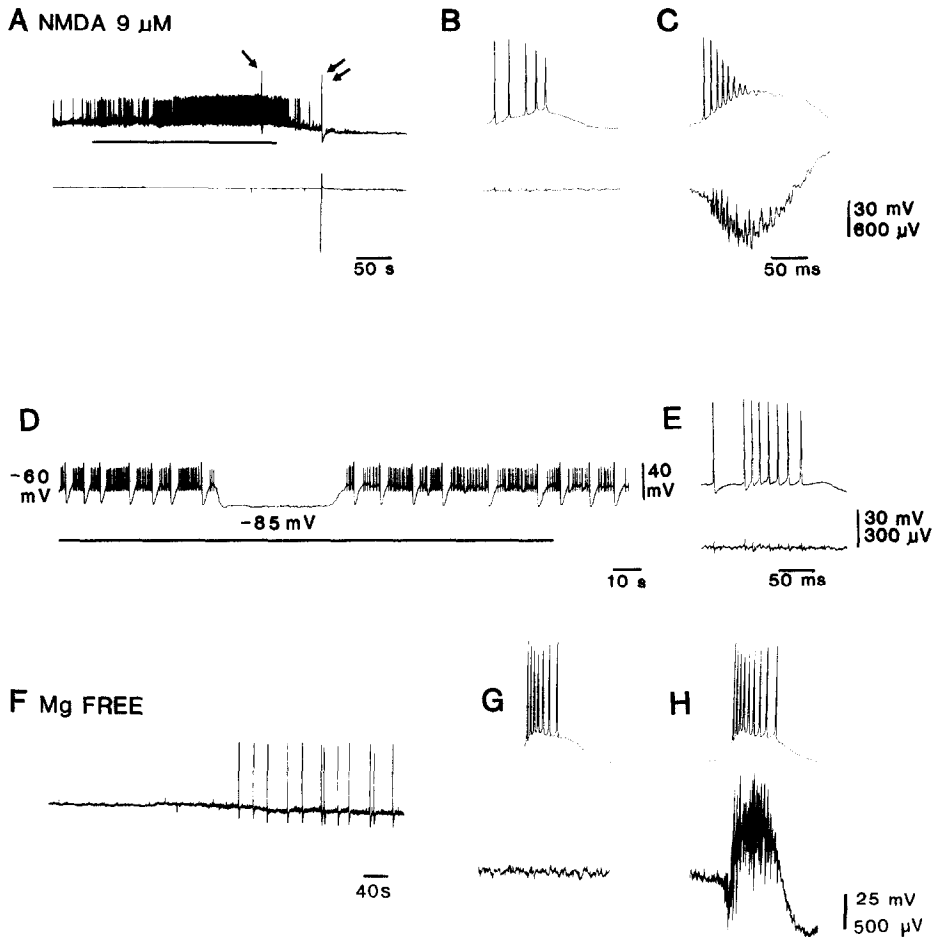 A NMDA 9 μM
B
C
30 mV
600 μV
50 s
50 ms
D
E
-60
mV
40
mV
-85 mV
30 mV
300 μV
10 s
50 ms
F Mg FREE
G
H
40s
25 mV
500 μV